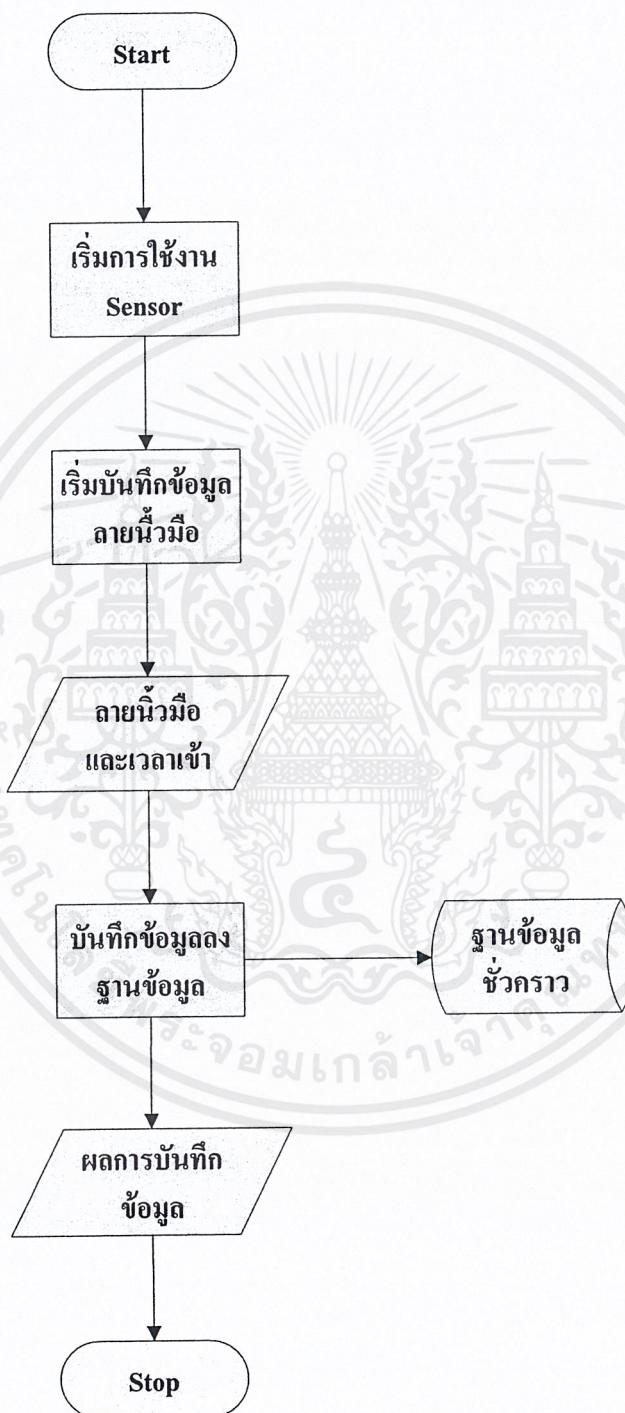 Start
เริ่มการใช้งาน
Sensor
เริ่มบันทึกข้อมูล
ลายนิ้วมือ
ลายนิ้วมือ
และเวลาเข้า
บันทึกข้อมูลลง
ฐานข้อมูล
ฐานข้อมูล
ชั่วคราว
ผลการบันทึก
ข้อมูล
Stop